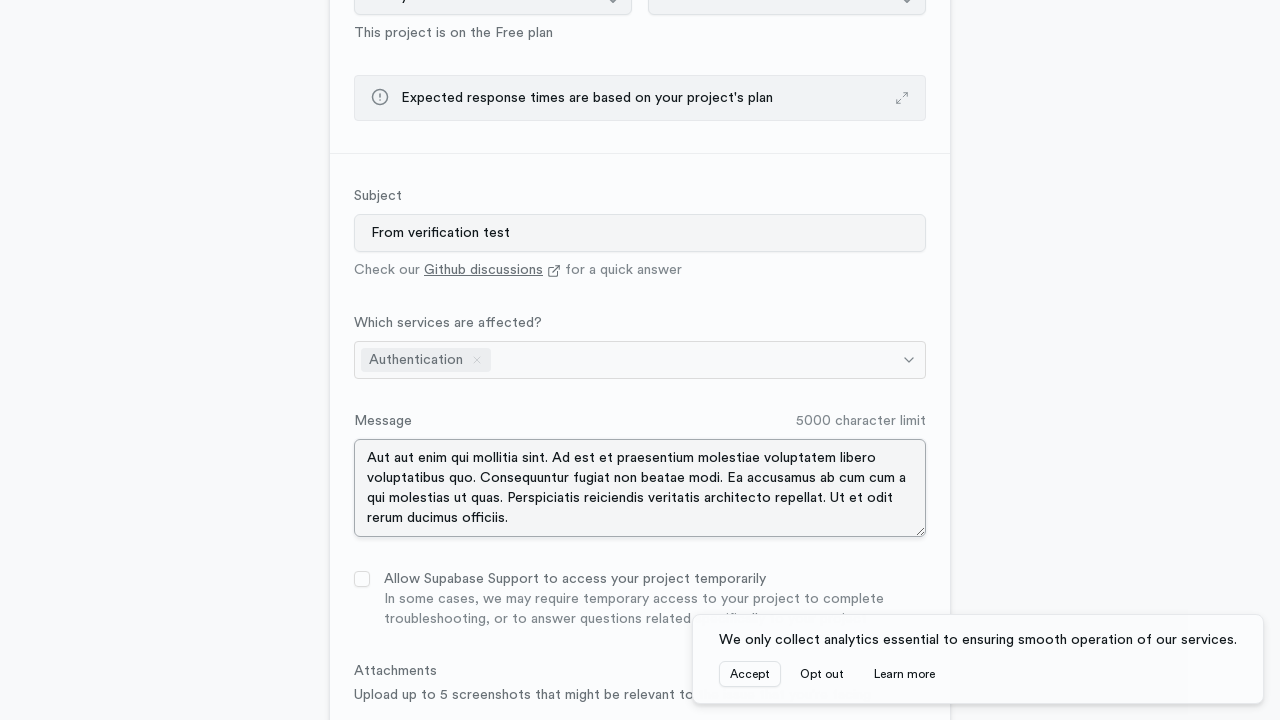 This project is on the Free plan
Expected response times are based on your project's plan
Subject
From verification test
Check our Github discussions for a quick answer
Which services are affected?
Authentication
Message
5000 character limit
Aut aut enim qui mollitia sint. Ad est et praesentium molestiae voluptatem libero
voluptatibus quo. Consequuntur fugiat non beatae modi. Ea accusamus ab cum cum a
qui molestias ut quas. Perspiciatis reiciendis veritatis architecto repellat. Ut et odit
rerum ducimus officiis.
Allow Supabase Support to access your project temporarily
In some cases, we may require temporary access to your project to complete
troubleshooting, or to answer questions related
We only collect analytics essential to ensuring smooth operation of our services.
Accept
Opt out
Learn more
Attachments
Upload up to 5 screenshots that might be relevant to